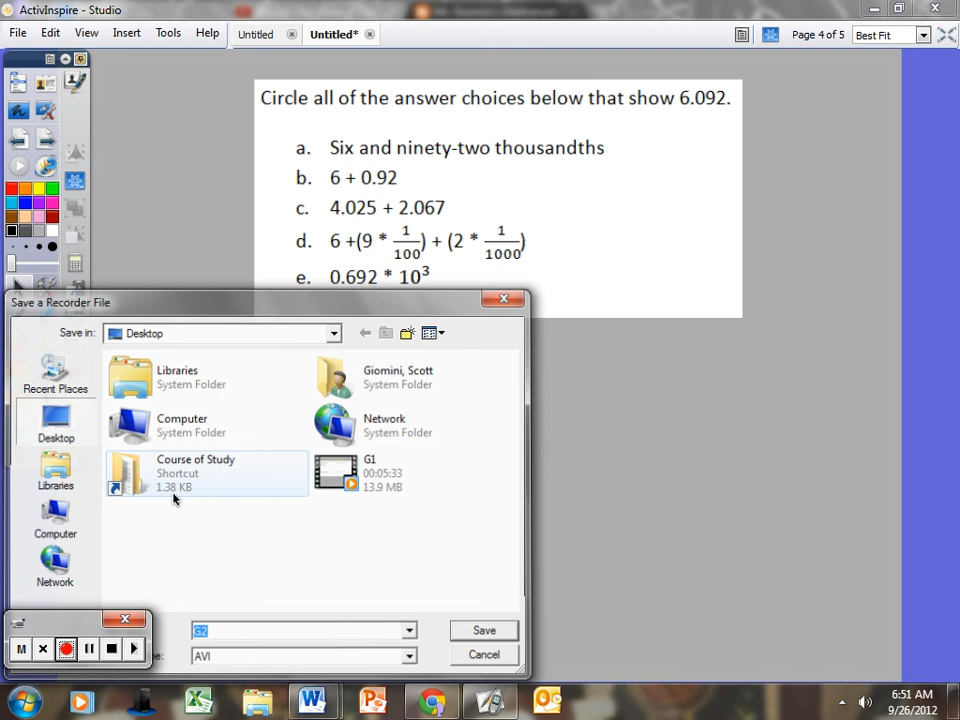 ActivInspire - Studio
File Edit View Insert Tools Help Untitled Untitled* Page 4 of 5 Best Fit
Circle all of the answer choices below that show 6.092.
a. Six and ninety-two thousandths
b. 6 + 0.92
c. 4.025 + 2.067
d. 6 +(9 * 1/100) + (2 * 1/1000)
e. 0.692 * 10³
Save a Recorder File
Save in: Desktop
Recent Places
Desktop
Libraries
Computer
Network
Libraries
System Folder
Giomini, Scott
System Folder
Computer
System Folder
Network
System Folder
Course of Study
Shortcut
1.38 KB
G1
00:05:33
13.9 MB
G2 Save
AVI Cancel
M
6:51 AM
9/26/2012